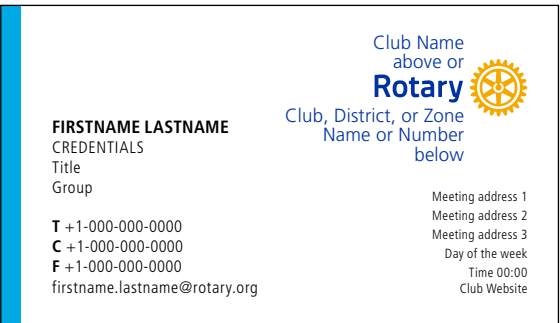 Club Name
above or
Rotary
Club, District, or Zone
Name or Number
below
FIRSTNAME LASTNAME
CREDENTIALS
Title
Group
T +1-000-000-0000
C +1-000-000-0000
F +1-000-000-0000
firstname.lastname@rotary.org
Meeting address 1
Meeting address 2
Meeting address 3
Day of the week
Time 00:00
Club Website